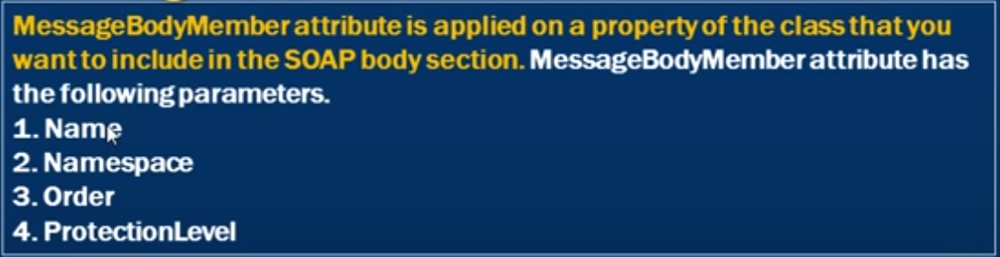 MessageBodyMember attribute is applied on a property of the class that you
want to include in the SOAP body section. MessageBodyMember attribute has
the following parameters.
1. Name
2. Namespace
3. Order
4. ProtectionLevel